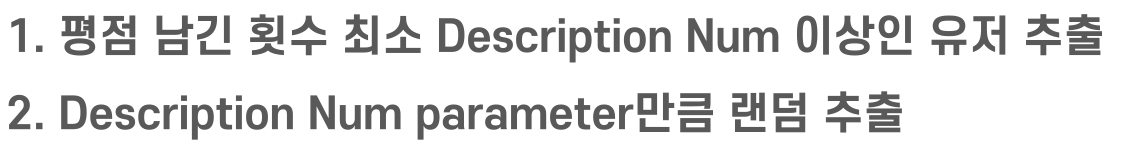 1. 평점 남긴 횟수 최소 Description Num 이상인 유저 추출
2. Description Num parameter만큼 랜덤 추출